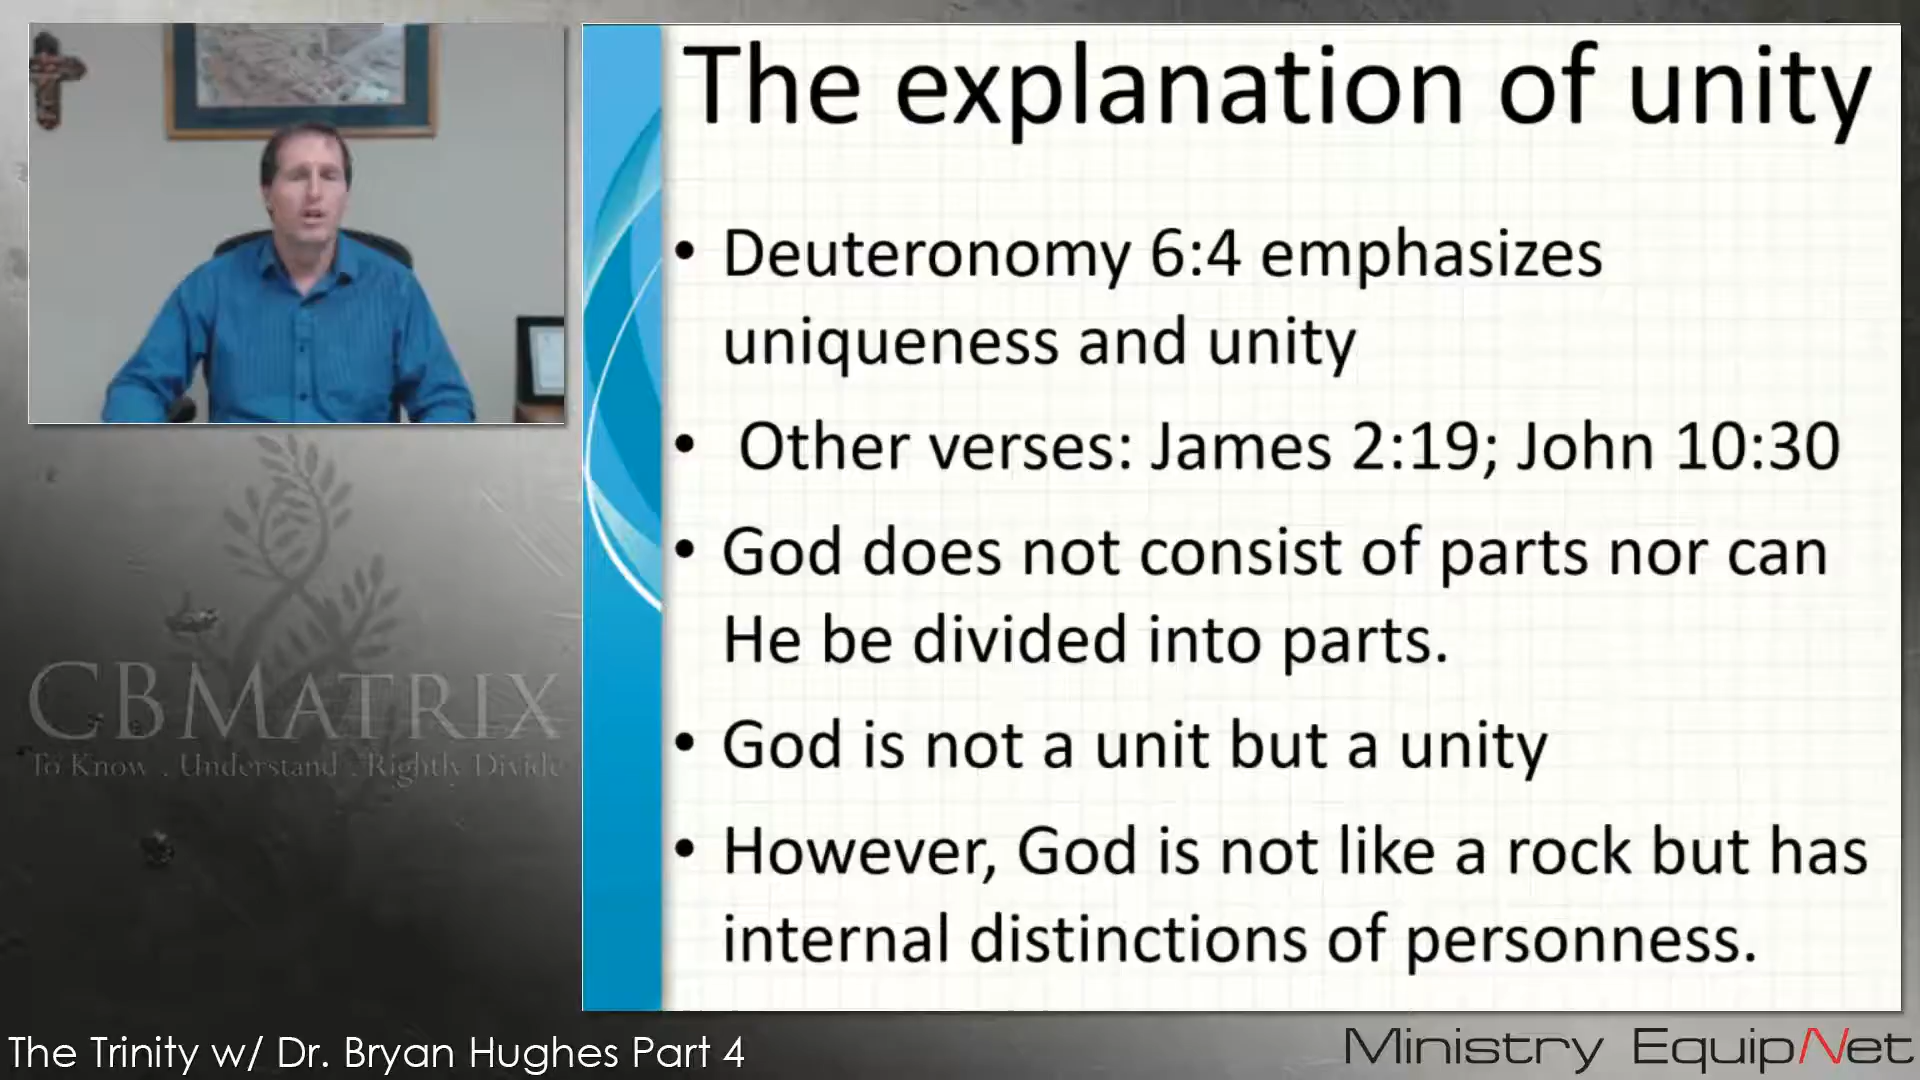 The explanation of unity
• Deuteronomy 6:4 emphasizes
uniqueness and unity
• Other verses: James 2:19; John 10:30
• God does not consist of parts nor can
He be divided into parts.
• God is not a unit but a unity
• However, God is not like a rock but has
internal distinctions of personness.
CBMATRIX
To Know . Understand . Rightly Divide
The Trinity w/ Dr. Bryan Hughes Part 4
Ministry EquipNet